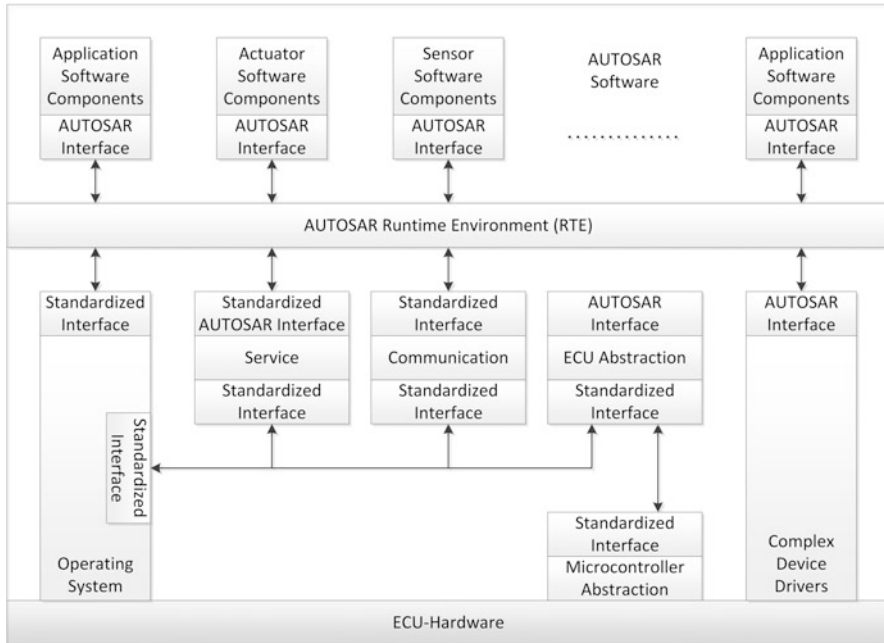 Application
Software
Components
AUTOSAR
Interface
Actuator
Software
Components
AUTOSAR
Interface
Sensor
Software
Components
AUTOSAR
Interface
AUTOSAR
Software
....................
Application
Software
Components
AUTOSAR
Interface
AUTOSAR Runtime Environment (RTE)
Standardized
Interface
Standardized
Interface
Operating
System
Standardized
AUTOSAR Interface
Service
Standardized
Interface
Standardized
Interface
Communication
Standardized
Interface
AUTOSAR
Interface
ECU Abstraction
Standardized
Interface
Standardized
Interface
Microcontroller
Abstraction
AUTOSAR
Interface
Complex
Device
Drivers
ECU-Hardware